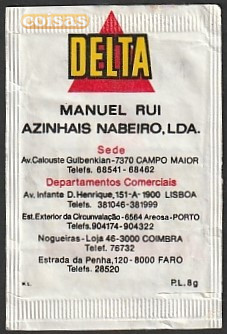 coisas
DELTA
MANUEL RUI
AZINHAIS NABEIRO, LDA.
Sede
Av. Calouste Gulbenkian-7370 CAMPO MAIOR
Telefs. 68541 - 68462
Departamentos Comerciais
Av. Infante D. Henrique, 151-A-1900 LISBOA
Telefs. 381046-381999
Est. Exterior da Circunvalação-6564 Areosa-PORTO
Telefs. 904174-904322
Nogueiras - Loja 46-3000 COIMBRA
Telef. 76732
Estrada da Penha, 120-8000 FARO
Telefs. 28520
M.L. P.L. 8g